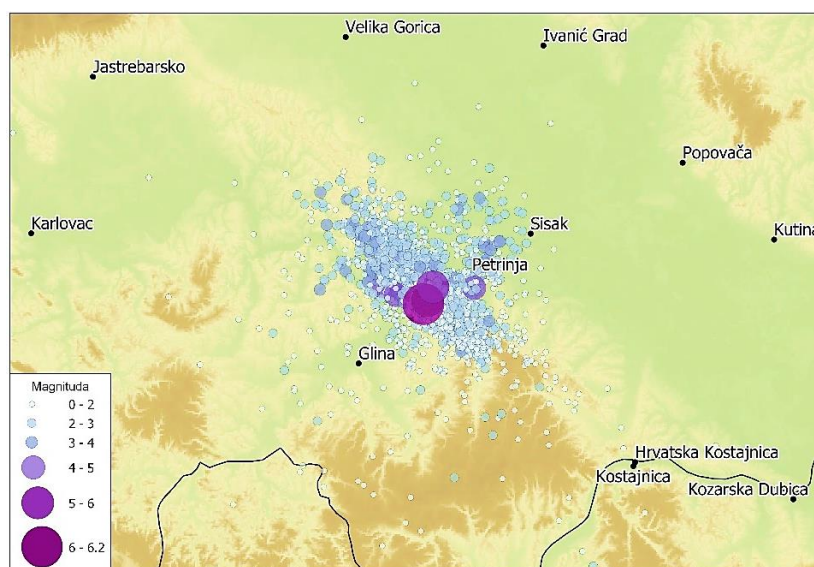 Velika Gorica
Ivanić Grad
Jastrebarsko
Popovača
Karlovac
Sisak
Kutina
Petrinja
Glina
Magnituda
0 - 2
2 - 3
3 - 4
4 - 5
5 - 6
6 - 6.2
Hrvatska Kostajnica
Kostajnica
Kozarska Dubica